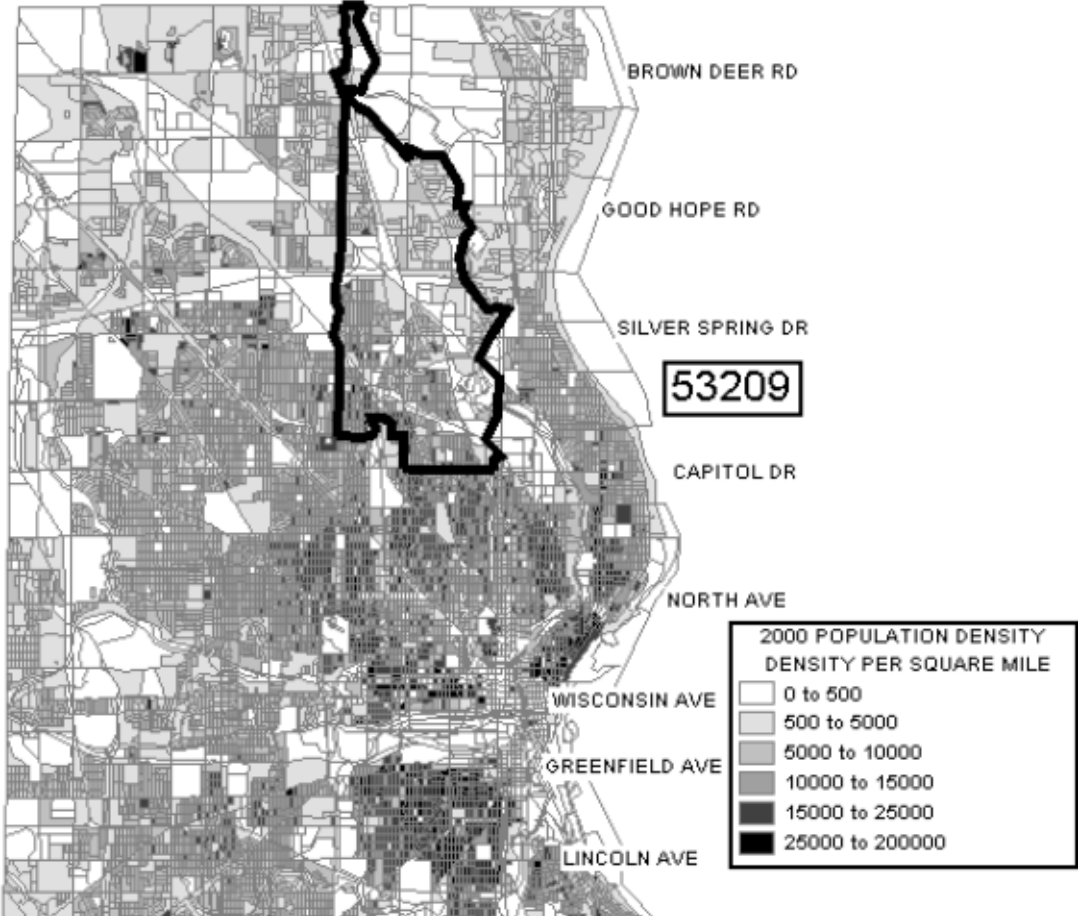 BROWN DEER RD
GOOD HOPE RD
SILVER SPRING DR
53209
CAPITOL DR
NORTH AVE
2000 POPULATION DENSITY
DENSITY PER SQUARE MILE
0 to 500
500 to 5000
5000 to 10000
10000 to 15000
15000 to 25000
25000 to 200000
WISCONSIN AVE
GREENFIELD AVE
LINCOLN AVE